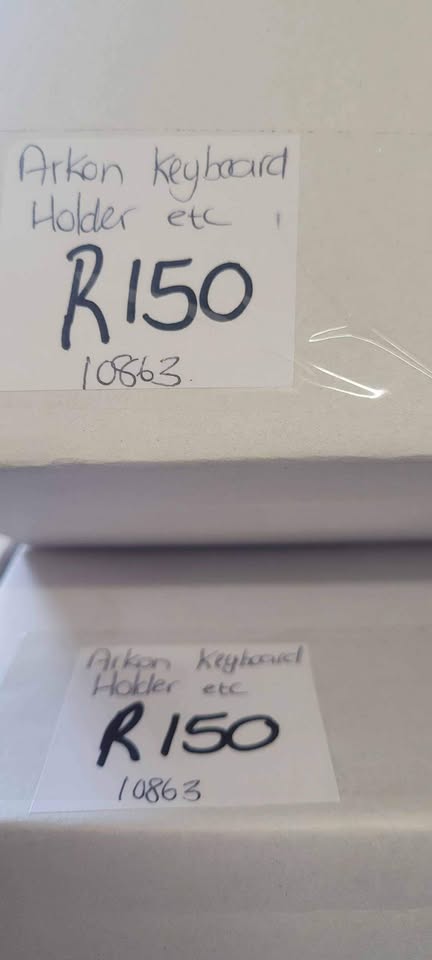 Arkon Keyboard
Holder etc
R150
10863
Arkon Keyboard
Holder etc
R150
10863